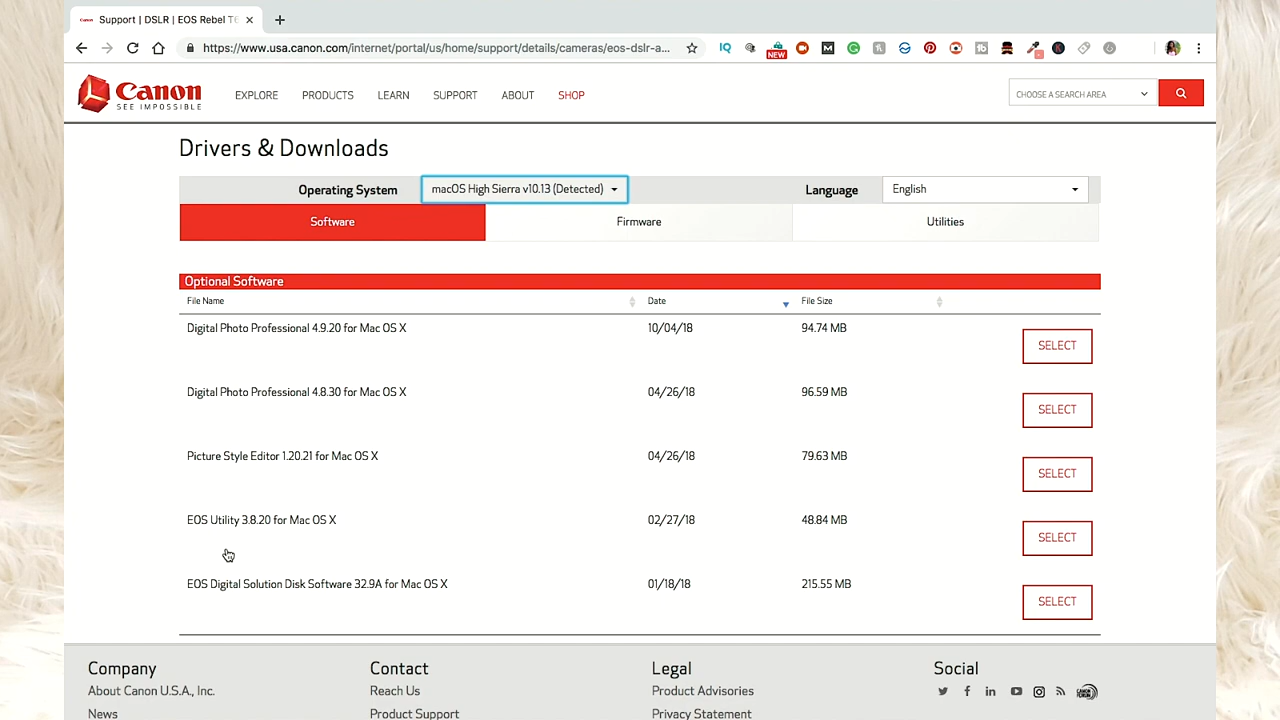 Canon Support | DSLR | EOS Rebel T6
https://www.usa.canon.com/internet/portal/us/home/support/details/cameras/eos-dslr-a...
IQ NEW M
Canon
SEE IMPOSSIBLE
EXPLORE PRODUCTS LEARN SUPPORT ABOUT SHOP
CHOOSE A SEARCH AREA
Drivers & Downloads
Operating System macOS High Sierra v10.13 (Detected) Language English
Software Firmware Utilities
Optional Software
File Name Date File Size
Digital Photo Professional 4.9.20 for Mac OS X 10/04/18 94.74 MB SELECT
Digital Photo Professional 4.8.30 for Mac OS X 04/26/18 96.59 MB SELECT
Picture Style Editor 1.20.21 for Mac OS X 04/26/18 79.63 MB SELECT
EOS Utility 3.8.20 for Mac OS X 02/27/18 48.84 MB SELECT
EOS Digital Solution Disk Software 32.9A for Mac OS X 01/18/18 215.55 MB SELECT
Company Contact Legal Social
About Canon U.S.A., Inc. Reach Us Product Advisories
News Product Support Privacy Statement